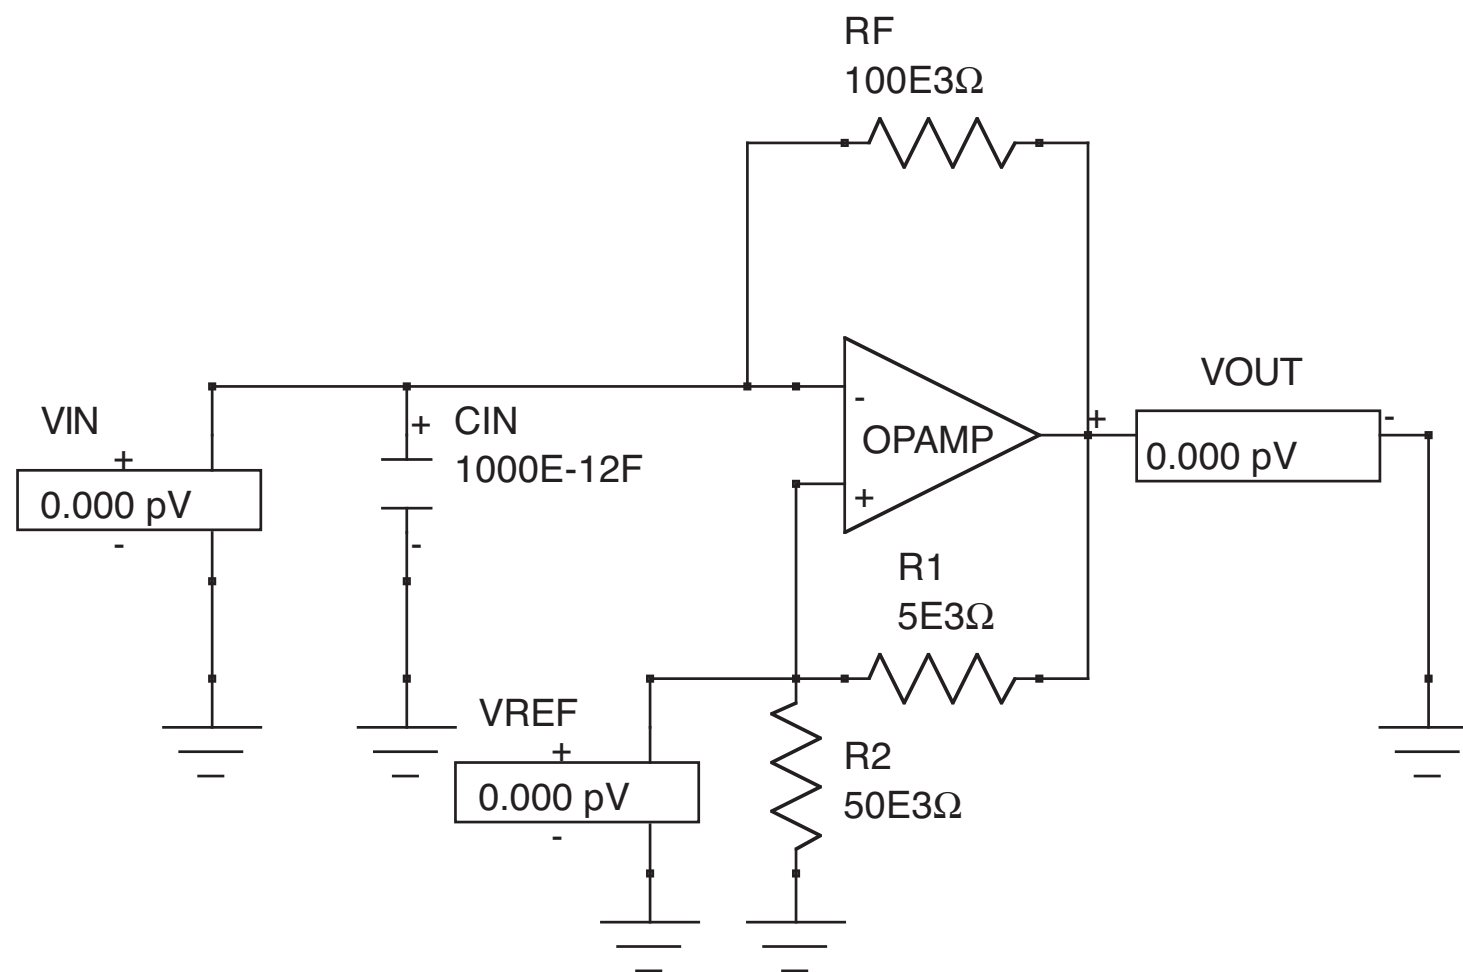 RF
100E3Ω
VIN
+
0.000 pV
-
+
CIN
1000E-12F
-
-
OPAMP
+
VOUT
+
0.000 pV
-
R1
5E3Ω
VREF
+
0.000 pV
-
R2
50E3Ω